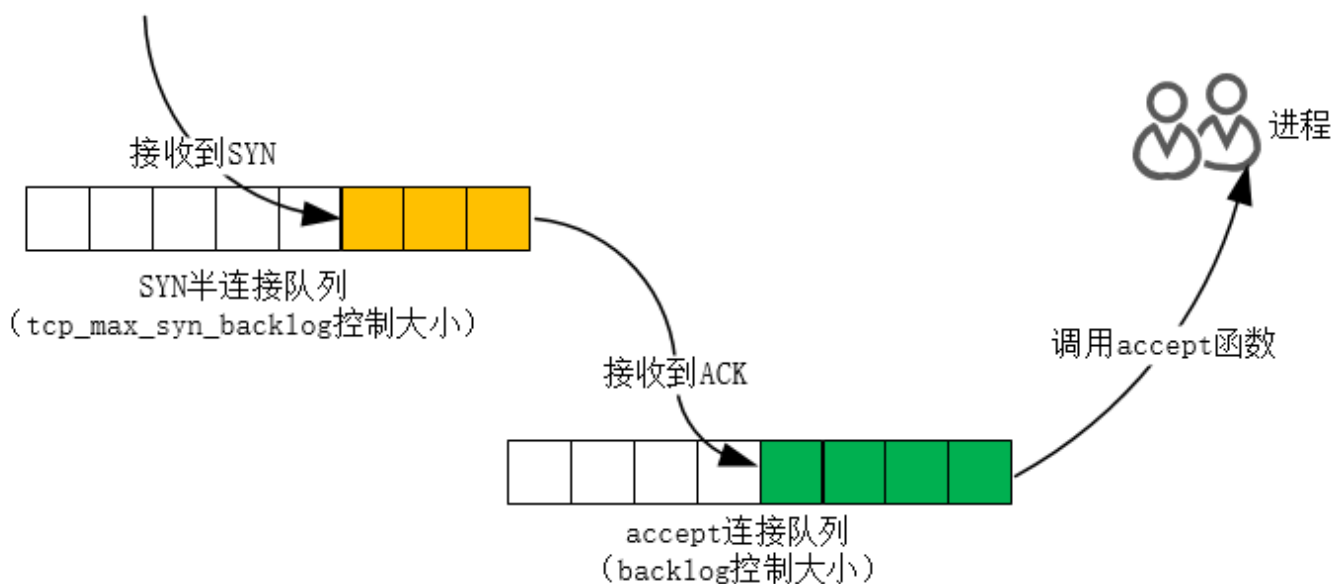 进程
接收到SYN
SYN半连接队列
（tcp_max_syn_backlog控制大小）
调用accept函数
接收到ACK
accept连接队列
（backlog控制大小）